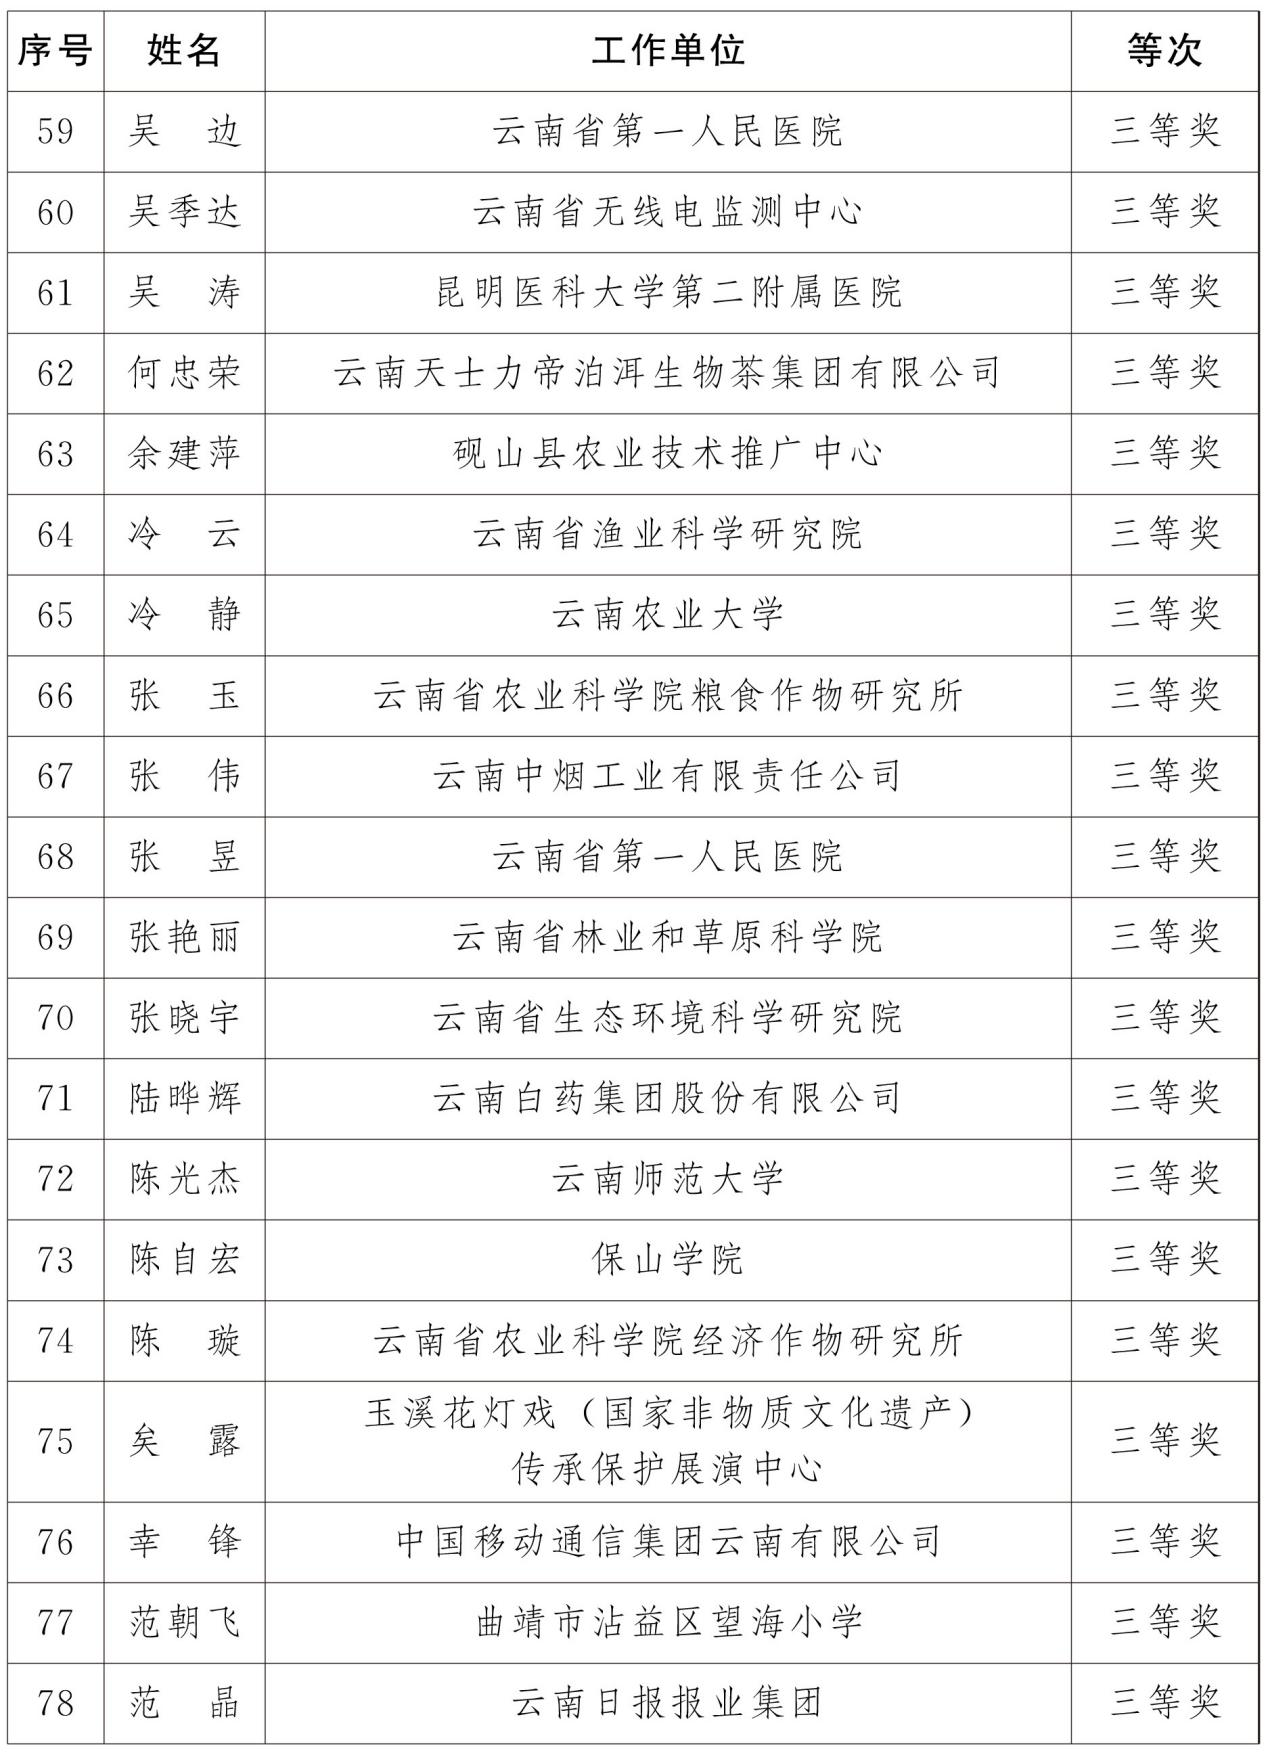 序号 姓名 工作单位 等次
59 吴 边 云南省第一人民医院 三等奖
60 吴季达 云南省无线电监测中心 三等奖
61 吴 涛 昆明医科大学第二附属医院 三等奖
62 何忠荣 云南天士力帝泊洱生物茶集团有限公司 三等奖
63 余建萍 砚山县农业技术推广中心 三等奖
64 冷 云 云南省渔业科学研究院 三等奖
65 冷 静 云南农业大学 三等奖
66 张 玉 云南省农业科学院粮食作物研究所 三等奖
67 张 伟 云南中烟工业有限责任公司 三等奖
68 张 昱 云南省第一人民医院 三等奖
69 张艳丽 云南省林业和草原科学院 三等奖
70 张晓宇 云南省生态环境科学研究院 三等奖
71 陆晔辉 云南白药集团股份有限公司 三等奖
72 陈光杰 云南师范大学 三等奖
73 陈自宏 保山学院 三等奖
74 陈 璇 云南省农业科学院经济作物研究所 三等奖
75 矣 露 玉溪花灯戏（国家非物质文化遗产）
传承保护展演中心 三等奖
76 幸 锋 中国移动通信集团云南有限公司 三等奖
77 范朝飞 曲靖市沾益区望海小学 三等奖
78 范 晶 云南日报报业集团 三等奖